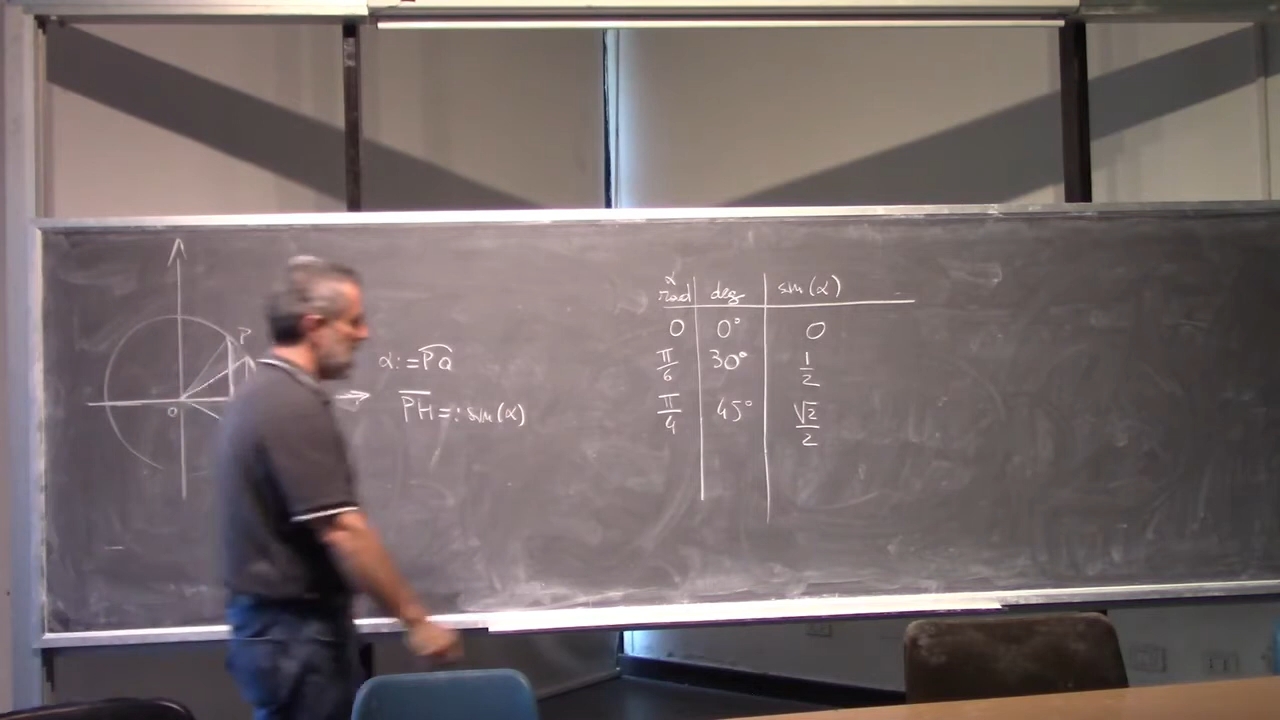 P
O
α := P͡Q
→ P̅H̅ =: sin(α)
α rad | deg | sin(α)
0 | 0° | 0
π/6 | 30° | 1/2
π/4 | 45° | √2/2